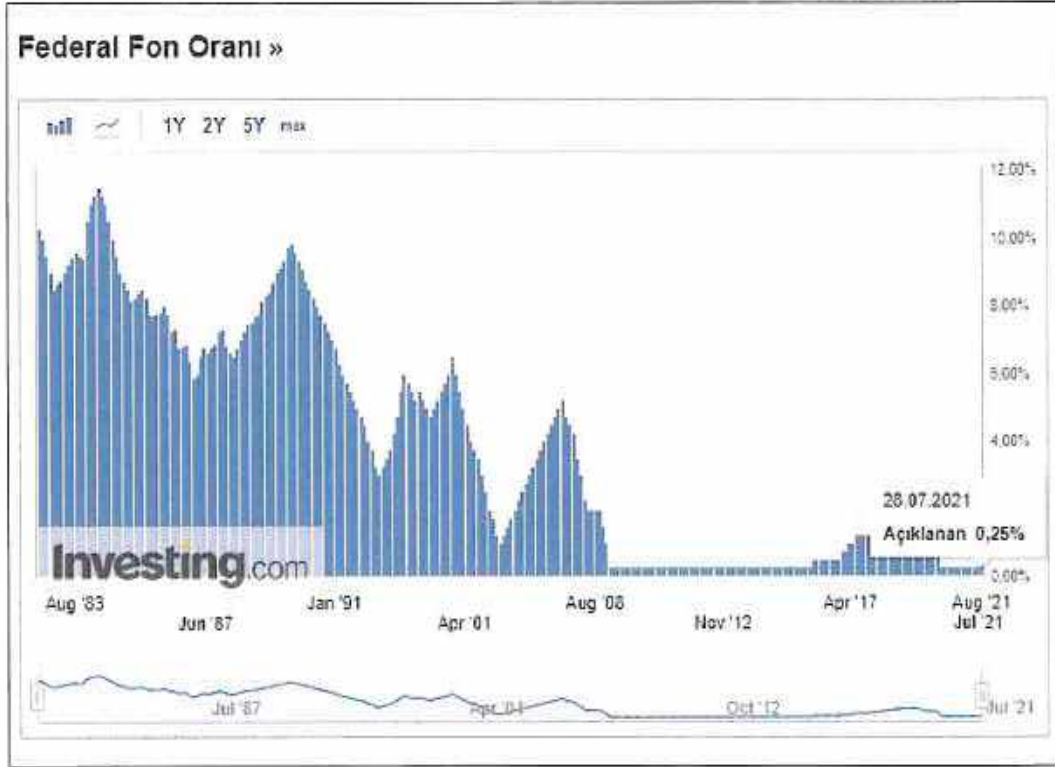 Federal Fon Oranı »
1Y 2Y 5Y max
12.00%
10.00%
8.00%
6.00%
4.00%
28.07.2021
Açıklanan 0,25%
0.00%
Investing.com
Aug '83 Jan '91 Aug '08 Apr '17 Aug '21
Jun '87 Apr '01 Nov '12 Jul '21
Jul '87 Oct '12 Jul '21